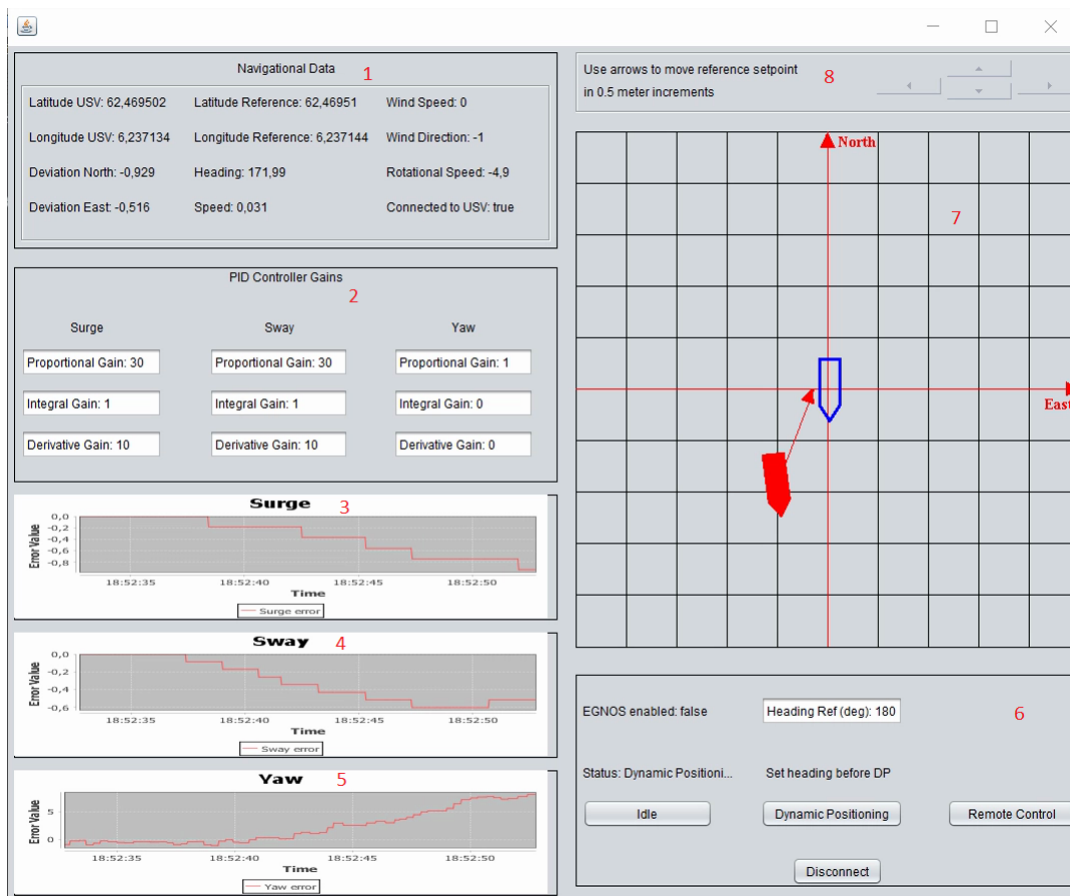 Navigational Data 1
Latitude USV: 62,469502 Latitude Reference: 62,46951 Wind Speed: 0
Longitude USV: 6,237134 Longitude Reference: 6,237144 Wind Direction: -1
Deviation North: -0,929 Heading: 171,99 Rotational Speed: -4,9
Deviation East: -0,516 Speed: 0,031 Connected to USV: true
PID Controller Gains
2
Surge Sway Yaw
Proportional Gain: 30 Proportional Gain: 30 Proportional Gain: 1
Integral Gain: 1 Integral Gain: 1 Integral Gain: 0
Derivative Gain: 10 Derivative Gain: 10 Derivative Gain: 0
Surge 3
Error Value
0,0
-0,2
-0,4
-0,6
-0,8
18:52:35 18:52:40 18:52:45 18:52:50
Time
Surge error
Sway 4
Error Value
0,0
-0,2
-0,4
-0,6
18:52:35 18:52:40 18:52:45 18:52:50
Time
Sway error
Yaw 5
Error Value
5
0
18:52:35 18:52:40 18:52:45 18:52:50
Time
Yaw error
Use arrows to move reference setpoint 8
in 0.5 meter increments
North
7
East
EGNOS enabled: false Heading Ref (deg): 180 6
Status: Dynamic Positioni... Set heading before DP
Idle Dynamic Positioning Remote Control
Disconnect